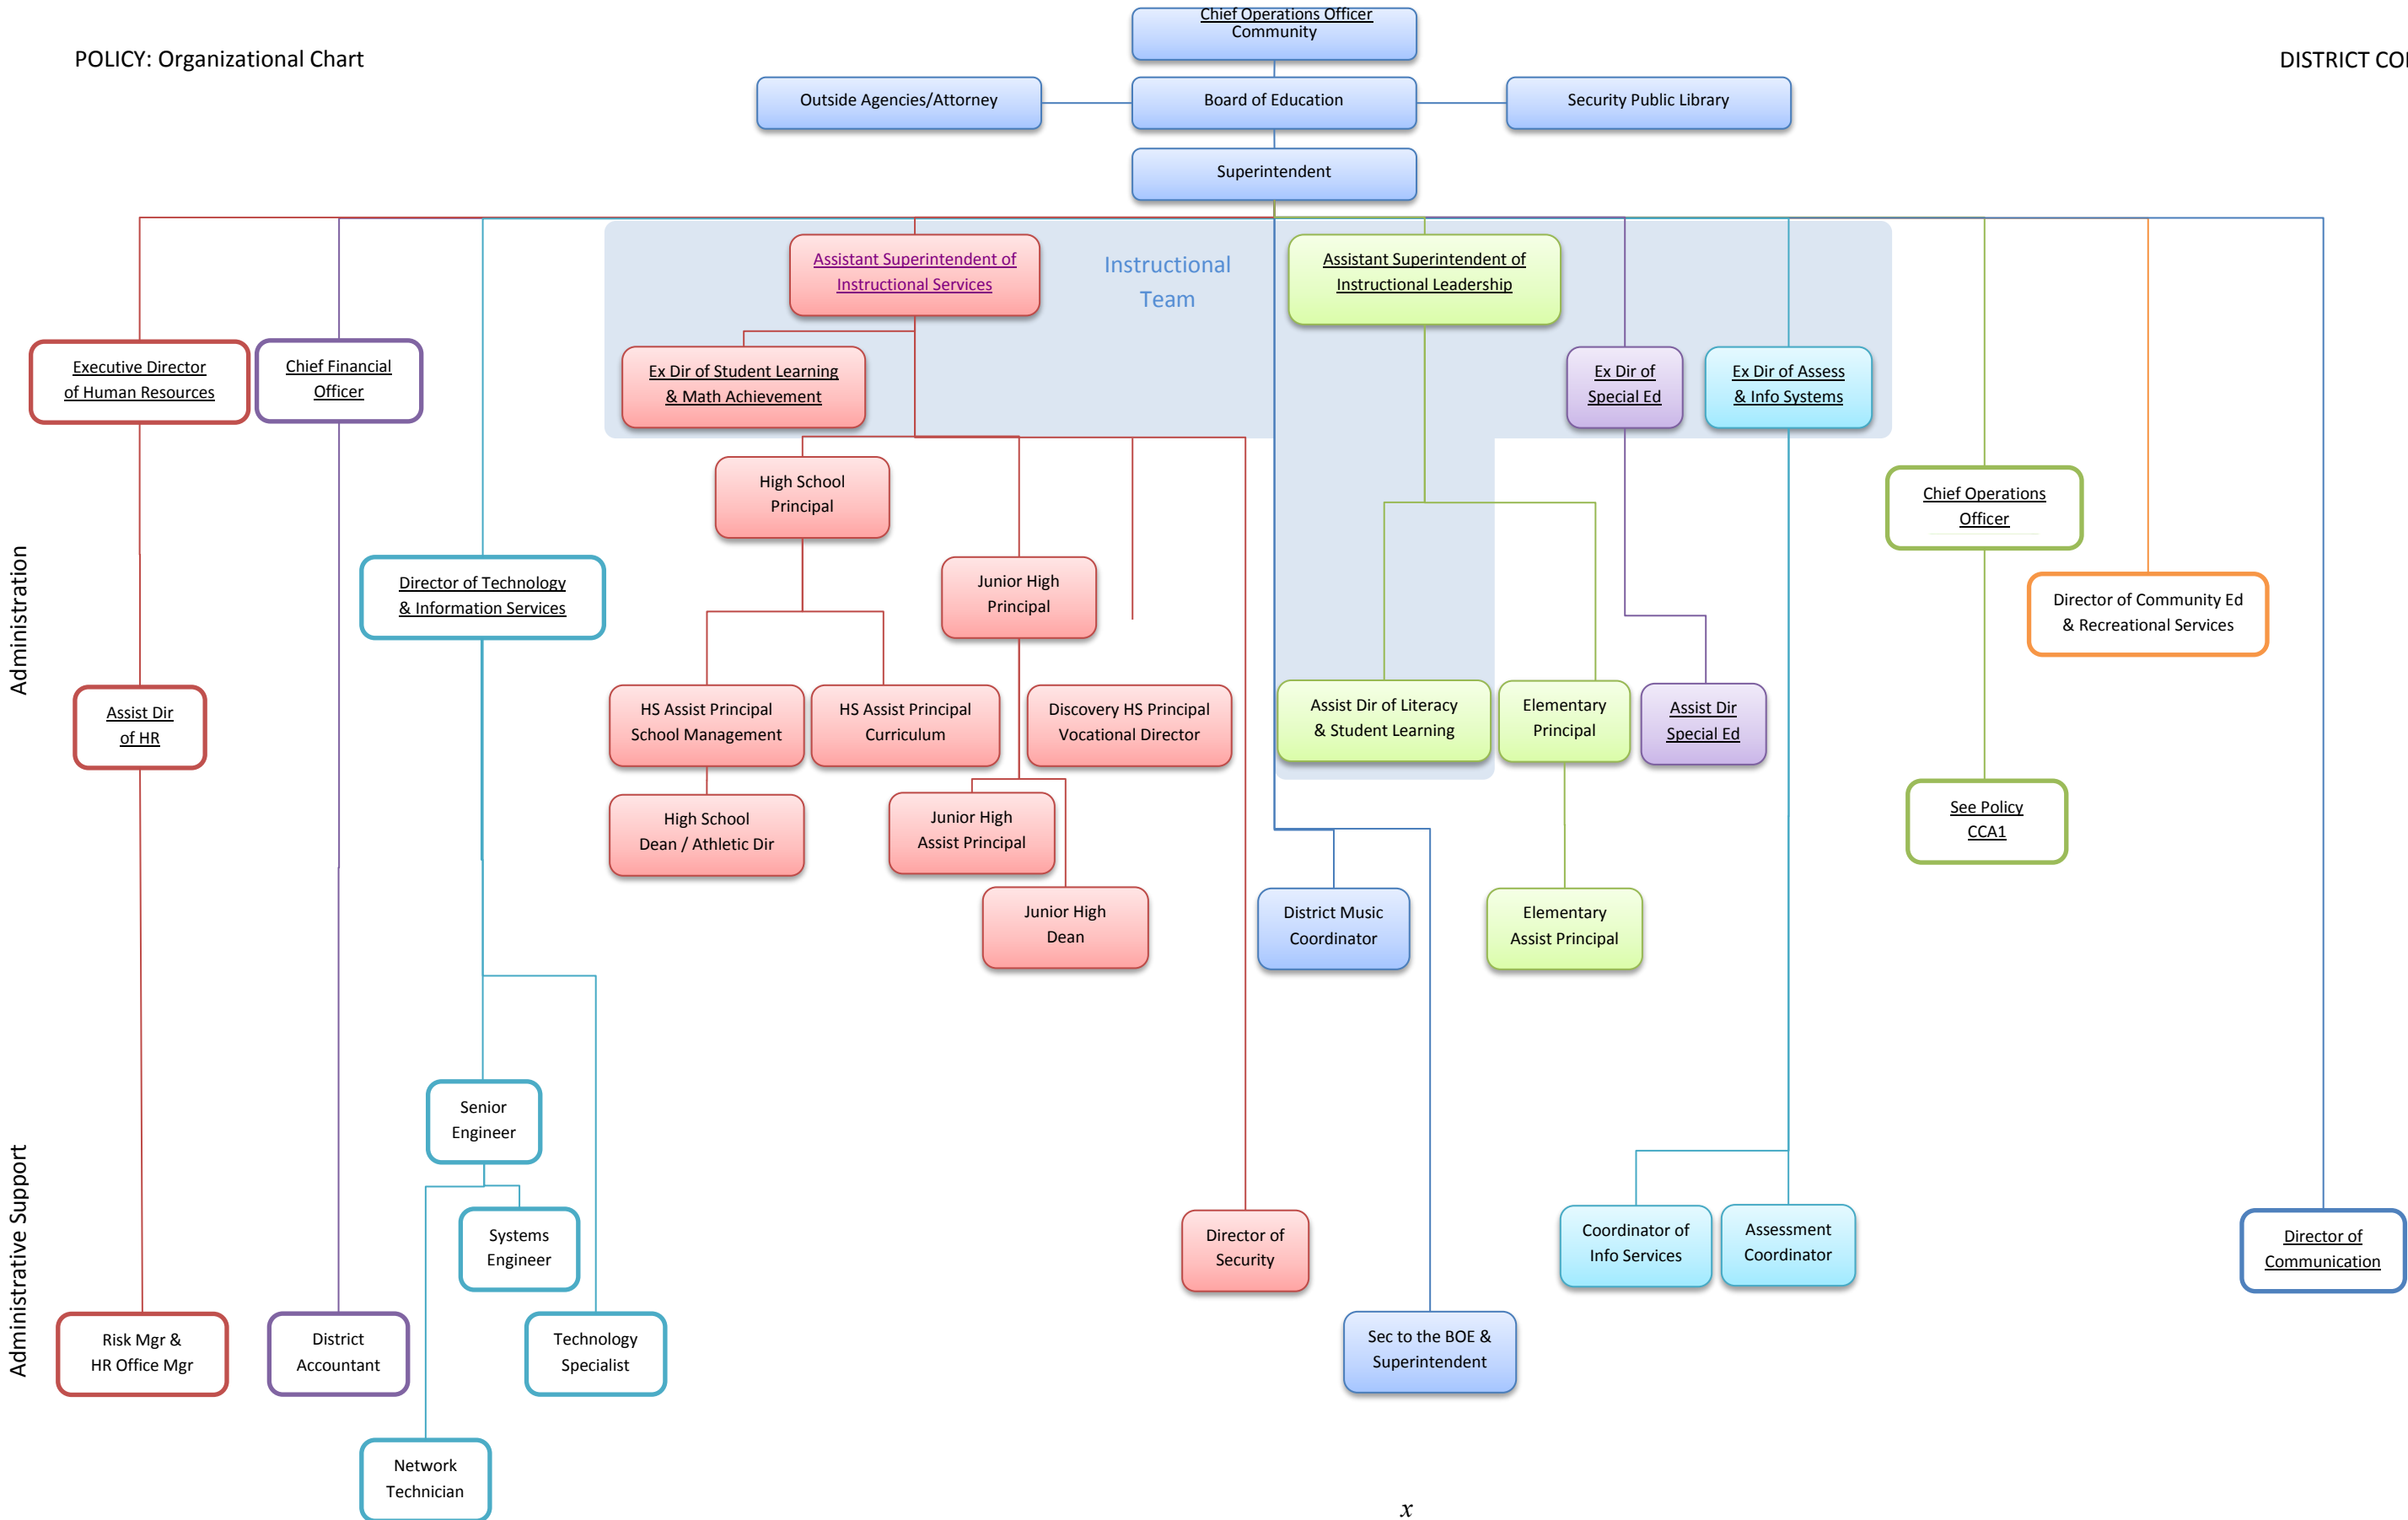 Chief Operations Officer
Community
POLICY: Organizational Chart
DISTRICT CO
Outside Agencies/Attorney
Board of Education
Security Public Library
Superintendent
Assistant Superintendent of
Instructional Services
Instructional
Team
Assistant Superintendent of
Instructional Leadership
Executive Director
of Human Resources
Chief Financial
Officer
Ex Dir of Student Learning
& Math Achievement
Ex Dir of
Special Ed
Ex Dir of Assess
& Info Systems
High School
Principal
Chief Operations
Officer
Administration
Director of Technology
& Information Services
Junior High
Principal
Director of Community Ed
& Recreational Services
Assist Dir
of HR
HS Assist Principal
School Management
HS Assist Principal
Curriculum
Discovery HS Principal
Vocational Director
Assist Dir of Literacy
& Student Learning
Elementary
Principal
Assist Dir
Special Ed
See Policy
CCA1
High School
Dean / Athletic Dir
Junior High
Assist Principal
Junior High
Dean
District Music
Coordinator
Elementary
Assist Principal
Senior
Engineer
Administrative Support
Systems
Engineer
Director of
Security
Coordinator of
Info Services
Assessment
Coordinator
Director of
Communication
Risk Mgr &
HR Office Mgr
District
Accountant
Technology
Specialist
Sec to the BOE &
Superintendent
Network
Technician
x